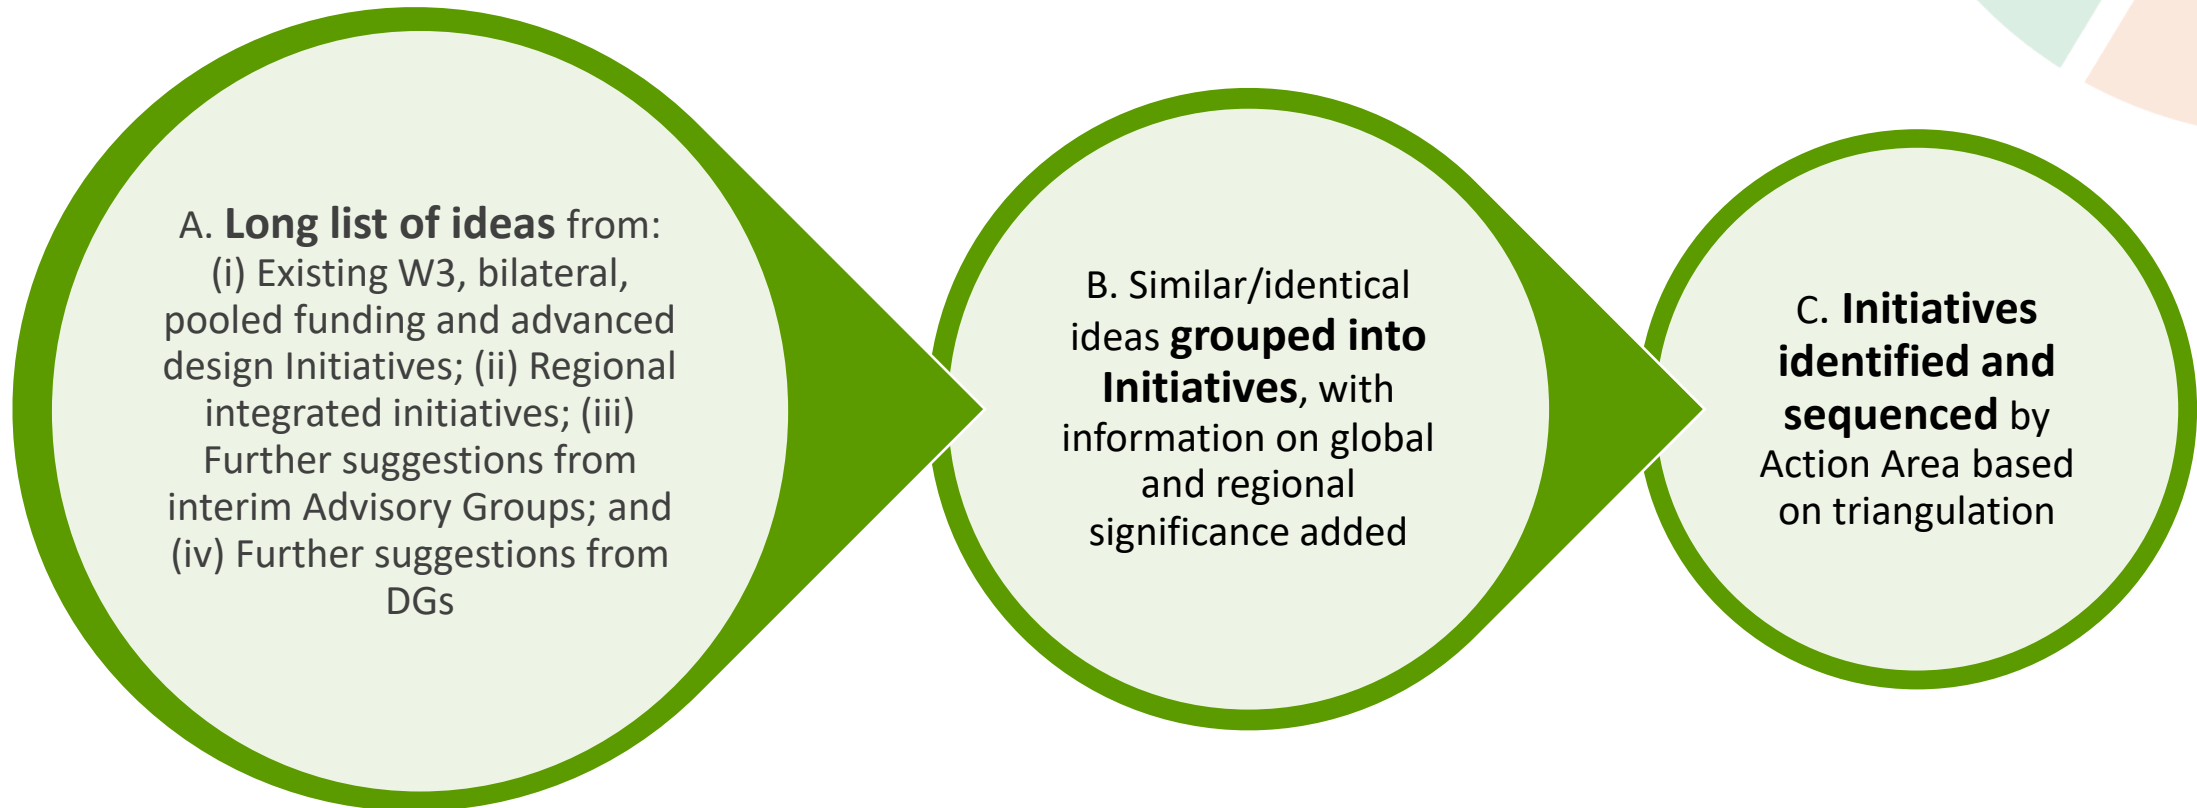 A. Long list of ideas from:
(i) Existing W3, bilateral,
pooled funding and advanced
design Initiatives; (ii) Regional
integrated initiatives; (iii)
Further suggestions from
interim Advisory Groups; and
(iv) Further suggestions from
DGs
B. Similar/identical
ideas grouped into
Initiatives, with
information on global
and regional
significance added
C. Initiatives
identified and
sequenced by
Action Area based
on triangulation